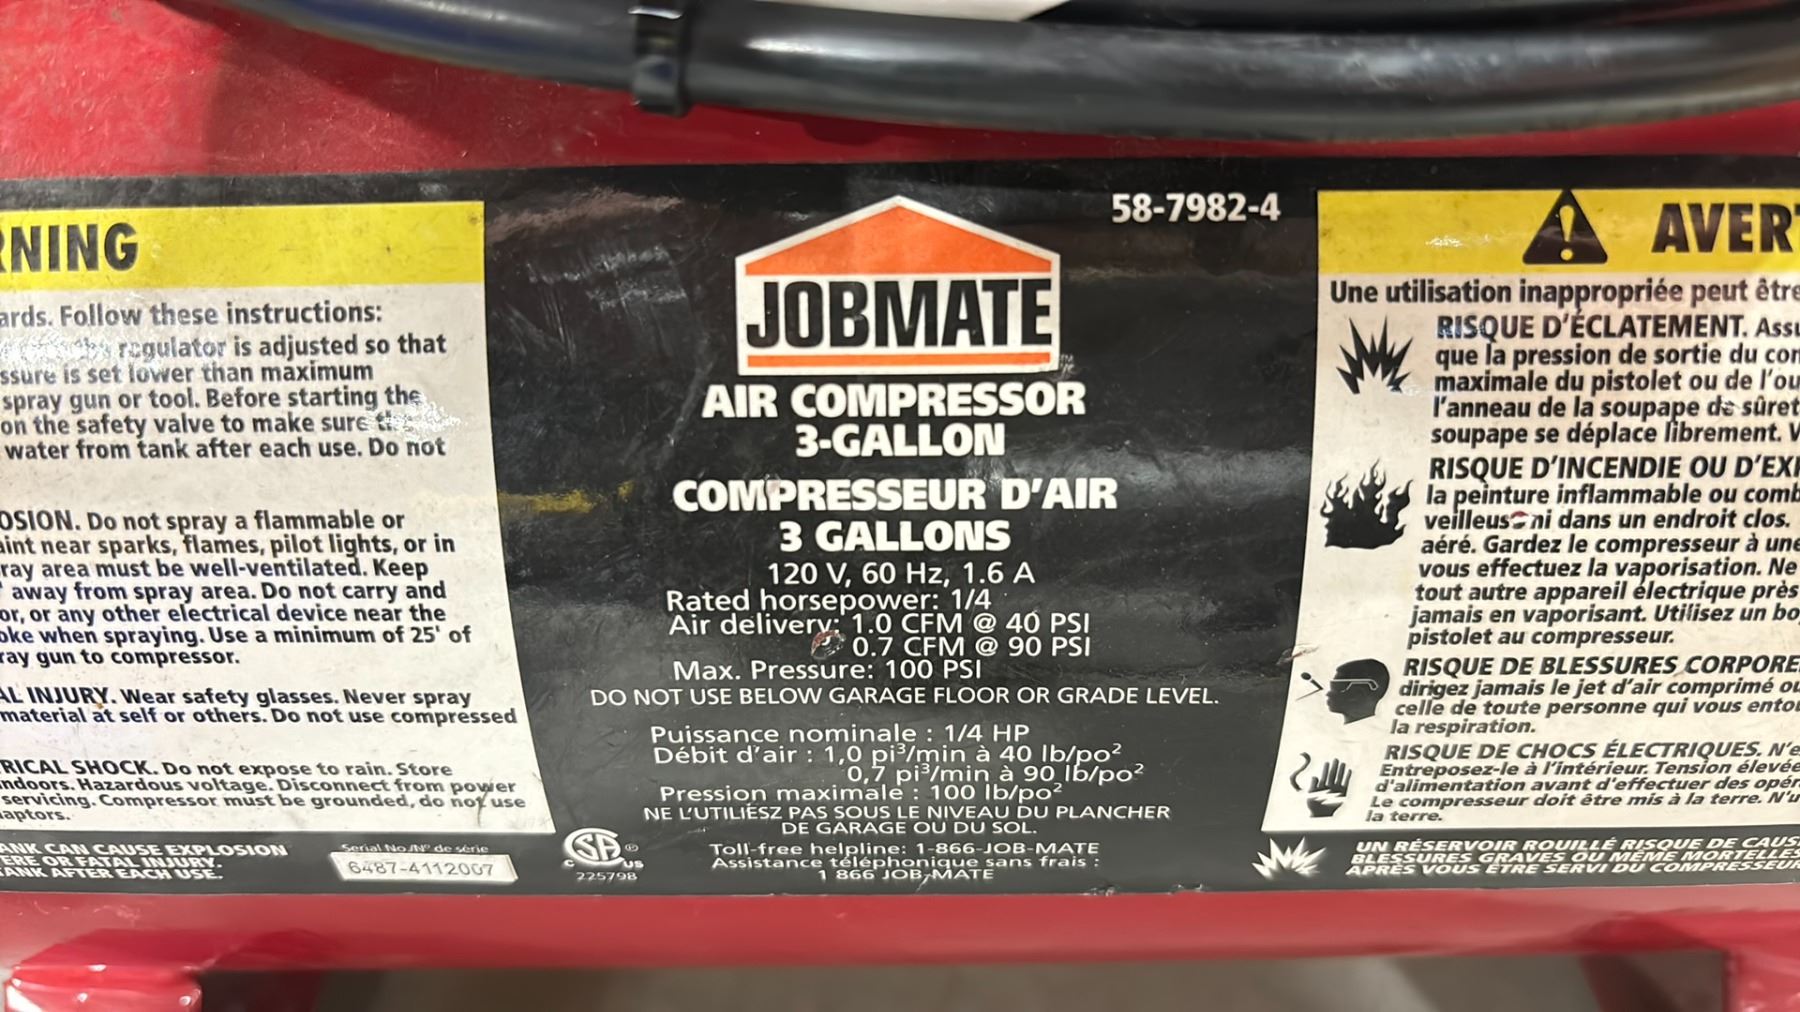 58-7982-4
NING
ards. Follow these instructions:
regulator is adjusted so that
ssure is set lower than maximum
spray gun or tool. Before starting the
on the safety valve to make sure
water from tank after each use. Do not
OSION. Do not spray a flammable or
aint near sparks, flames, pilot lights, or in
ray area must be well-ventilated. Keep
away from spray area. Do not carry and
or, or any other electrical device near the
oke when spraying. Use a minimum of 25' of
ray gun to compressor.
AL INJURY. Wear safety glasses. Never spray
material at self or others. Do not use compressed
RICAL SHOCK. Do not expose to rain. Store
ndoors. Hazardous voltage. Disconnect from power
servicing. Compressor must be grounded, do not use
aptors.
ANK CAN CAUSE EXPLOSION
ERE OR FATAL INJURY.
ANK AFTER EACH USE.
Serial No./Nº de série
6487-4112007
JOBMATE
AIR COMPRESSOR
3-GALLON
COMPRESSEUR D'AIR
3 GALLONS
120 V, 60 Hz, 1.6 A
Rated horsepower: 1/4
Air delivery: 1.0 CFM @ 40 PSI
0.7 CFM @ 90 PSI
Max. Pressure: 100 PSI
DO NOT USE BELOW GARAGE FLOOR OR GRADE LEVEL.
Puissance nominale : 1/4 HP
Débit d'air : 1,0 pi³/min à 40 lb/po²
0,7 pi³/min à 90 lb/po²
Pression maximale : 100 lb/po²
NE L'UTILIÉSZ PAS SOUS LE NIVEAU DU PLANCHER
DE GARAGE OU DU SOL.
Toll-free helpline: 1-866-JOB-MATE
Assistance téléphonique sans frais :
1 866 JOB-MATE
C SA ® US
225798
AVERT
Une utilisation inappropriée peut être
RISQUE D'ÉCLATEMENT. Assu
que la pression de sortie du con
maximale du pistolet ou de l'ou
l'anneau de la soupape de sûret
soupape se déplace librement. V
RISQUE D'INCENDIE OU D'EXP
la peinture inflammable ou comb
veilleuse ni dans un endroit clos.
aéré. Gardez le compresseur à une
vous effectuez la vaporisation. Ne
tout autre appareil électrique près
jamais en vaporisant. Utilisez un bo
pistolet au compresseur.
RISQUE DE BLESSURES CORPORE
dirigez jamais le jet d'air comprimé ou
celle de toute personne qui vous entou
la respiration.
RISQUE DE CHOCS ÉLECTRIQUES. N'e
Entreposez-le à l'intérieur. Tension élevée
d'alimentation avant d'effectuer des opér
Le compresseur doit être mis à la terre. N'u
la terre.
UN RÉSERVOIR ROUILLÉ RISQUE DE CAUS
BLESSURES GRAVES OU MÊME MORTELLES
APRÈS VOUS ÊTRE SERVI DU COMPRESSEUR